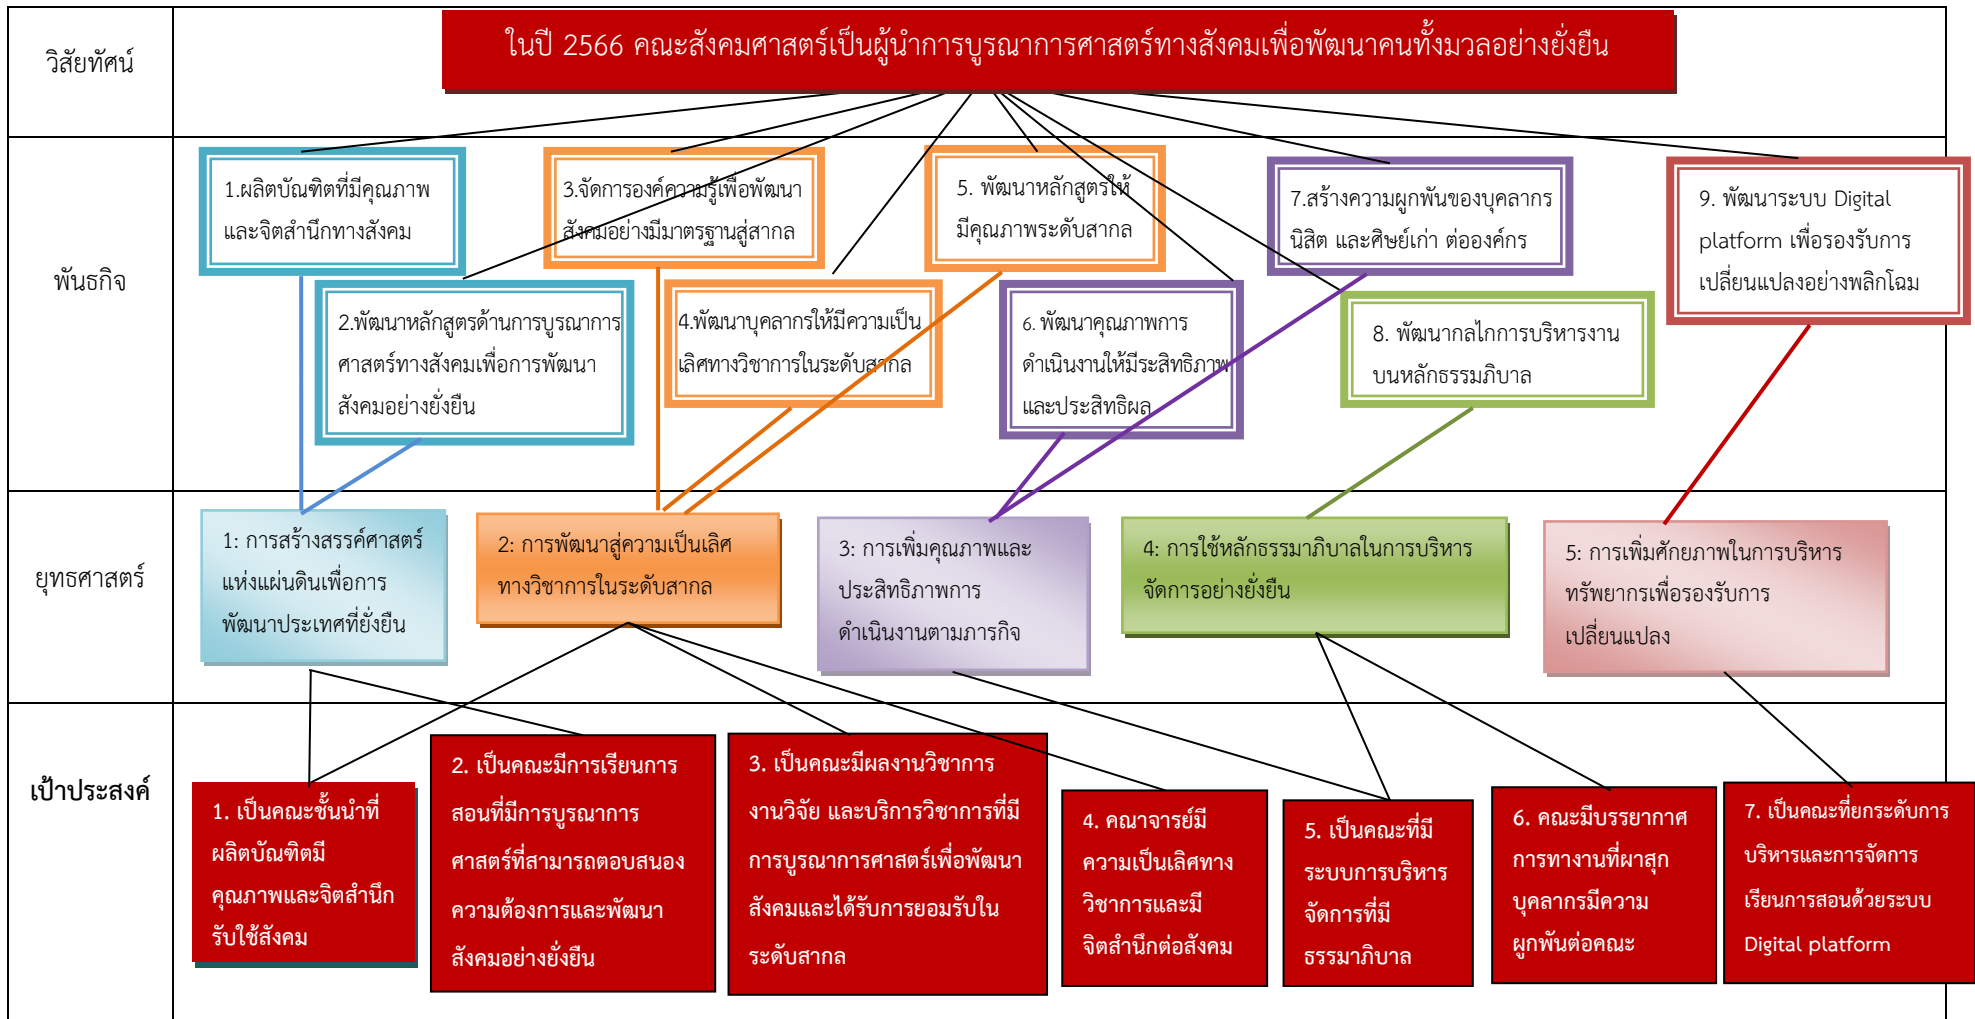 วิสัยทัศน์
ในปี 2566 คณะสังคมศาสตร์เป็นผู้นำการบูรณาการศาสตร์ทางสังคมเพื่อพัฒนาคนทั้งมวลอย่างยั่งยืน
พันธกิจ
1.ผลิตบัณฑิตที่มีคุณภาพ
และจิตสำนึกทางสังคม
2.พัฒนาหลักสูตรด้านการบูรณาการ
ศาสตร์ทางสังคมเพื่อการพัฒนา
สังคมอย่างยั่งยืน
3.จัดการองค์ความรู้เพื่อพัฒนา
สังคมอย่างมีมาตรฐานสู่สากล
4.พัฒนาบุคลากรให้มีความเป็น
เลิศทางวิชาการในระดับสากล
5. พัฒนาหลักสูตรให้
มีคุณภาพระดับสากล
6. พัฒนาคุณภาพการ
ดำเนินงานให้มีระสิทธิภาพ
และประสิทธิผล
7.สร้างความผูกพันของบุคลากร
นิสิต และศิษย์เก่า ต่อองค์กร
8. พัฒนากลไกการบริหารงาน
บนหลักธรรมภิบาล
9. พัฒนาระบบ Digital
platform เพื่อรองรับการ
เปลี่ยนแปลงอย่างพลิกโฉม
ยุทธศาสตร์
1: การสร้างสรรค์ศาสตร์
แห่งแผ่นดินเพื่อการ
พัฒนาประเทศที่ยั่งยืน
2: การพัฒนาสู่ความเป็นเลิศ
ทางวิชาการในระดับสากล
3: การเพิ่มคุณภาพและ
ประสิทธิภาพการ
ดำเนินงานตามภารกิจ
4: การใช้หลักธรรมาภิบาลในการบริหาร
จัดการอย่างยั่งยืน
5: การเพิ่มศักยภาพในการบริหาร
ทรัพยากรเพื่อรองรับการ
เปลี่ยนแปลง
เป้าประสงค์
1. เป็นคณะชั้นนำที่
ผลิตบัณฑิตมี
คุณภาพและจิตสำนึก
รับใช้สังคม
2. เป็นคณะมีการเรียนการ
สอนที่มีการบูรณาการ
ศาสตร์ที่สามารถตอบสนอง
ความต้องการและพัฒนา
สังคมอย่างยั่งยืน
3. เป็นคณะมีผลงานวิชาการ
งานวิจัย และบริการวิชาการที่มี
การบูรณาการศาสตร์เพื่อพัฒนา
สังคมและได้รับการยอมรับใน
ระดับสากล
4. คณาจารย์มี
ความเป็นเลิศทาง
วิชาการและมี
จิตสำนึกต่อสังคม
5. เป็นคณะที่มี
ระบบการบริหาร
จัดการที่มี
ธรรมาภิบาล
6. คณะมีบรรยากาศ
การทางานที่ผาสุก
บุคลากรมีความ
ผูกพันต่อคณะ
7. เป็นคณะที่ยกระดับการ
บริหารและการจัดการ
เรียนการสอนด้วยระบบ
Digital platform